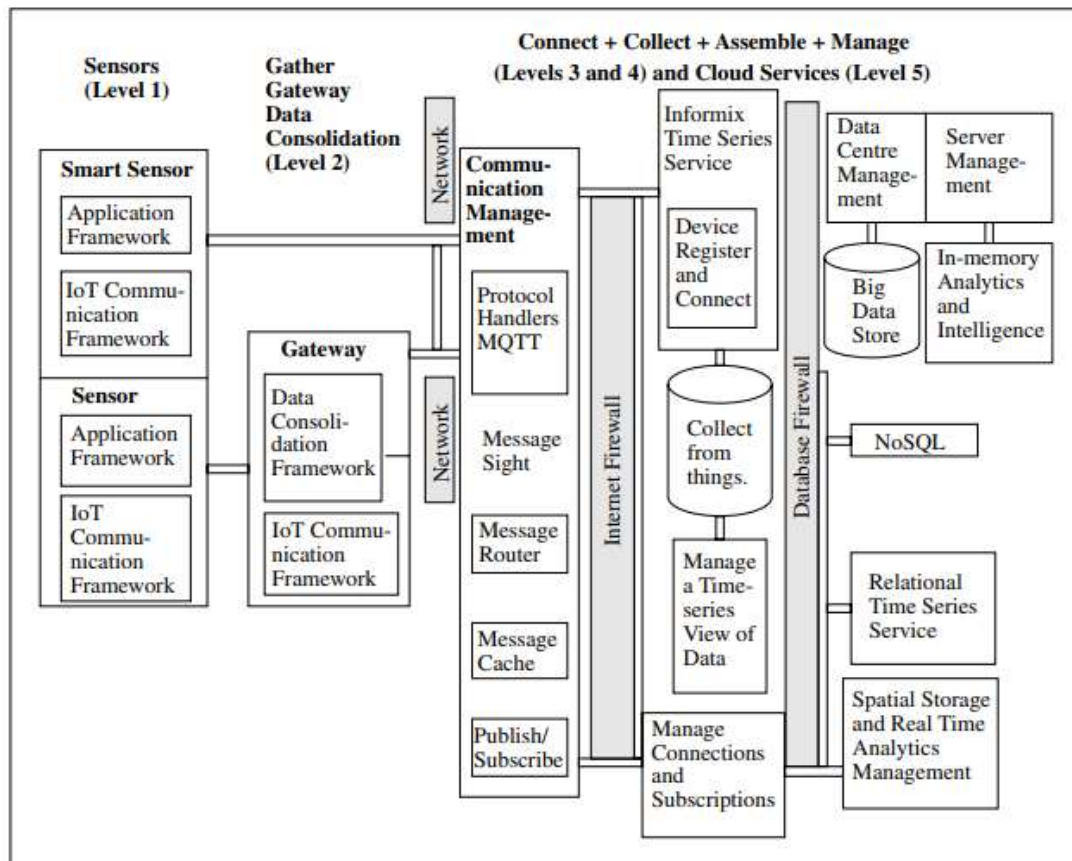 Connect + Collect + Assemble + Manage
(Levels 3 and 4) and Cloud Services (Level 5)
Sensors
(Level 1)
Gather
Gateway
Data
Consolidation
(Level 2)
Smart Sensor
Application
Framework
IoT Commu-
nication
Framework
Sensor
Application
Framework
IoT
Commu-
nication
Framework
Gateway
Data
Consoli-
dation
Framework
IoT Commu-
nication
Framework
Network
Network
Commu-
nication
Manage-
ment
Protocol
Handlers
MQTT
Message
Sight
Message
Router
Message
Cache
Publish/
Subscribe
Internet Firewall
Informix
Time Series
Service
Device
Register
and
Connect
Collect
from
things.
Manage
a Time-
series
View of
Data
Manage
Connections
and
Subscriptions
Database Firewall
Data
Centre
Manage-
ment
Server
Manage-
ment
Big
Data
Store
In-memory
Analytics
and
Intelligence
NoSQL
Relational
Time Series
Service
Spatial Storage
and Real Time
Analytics
Management